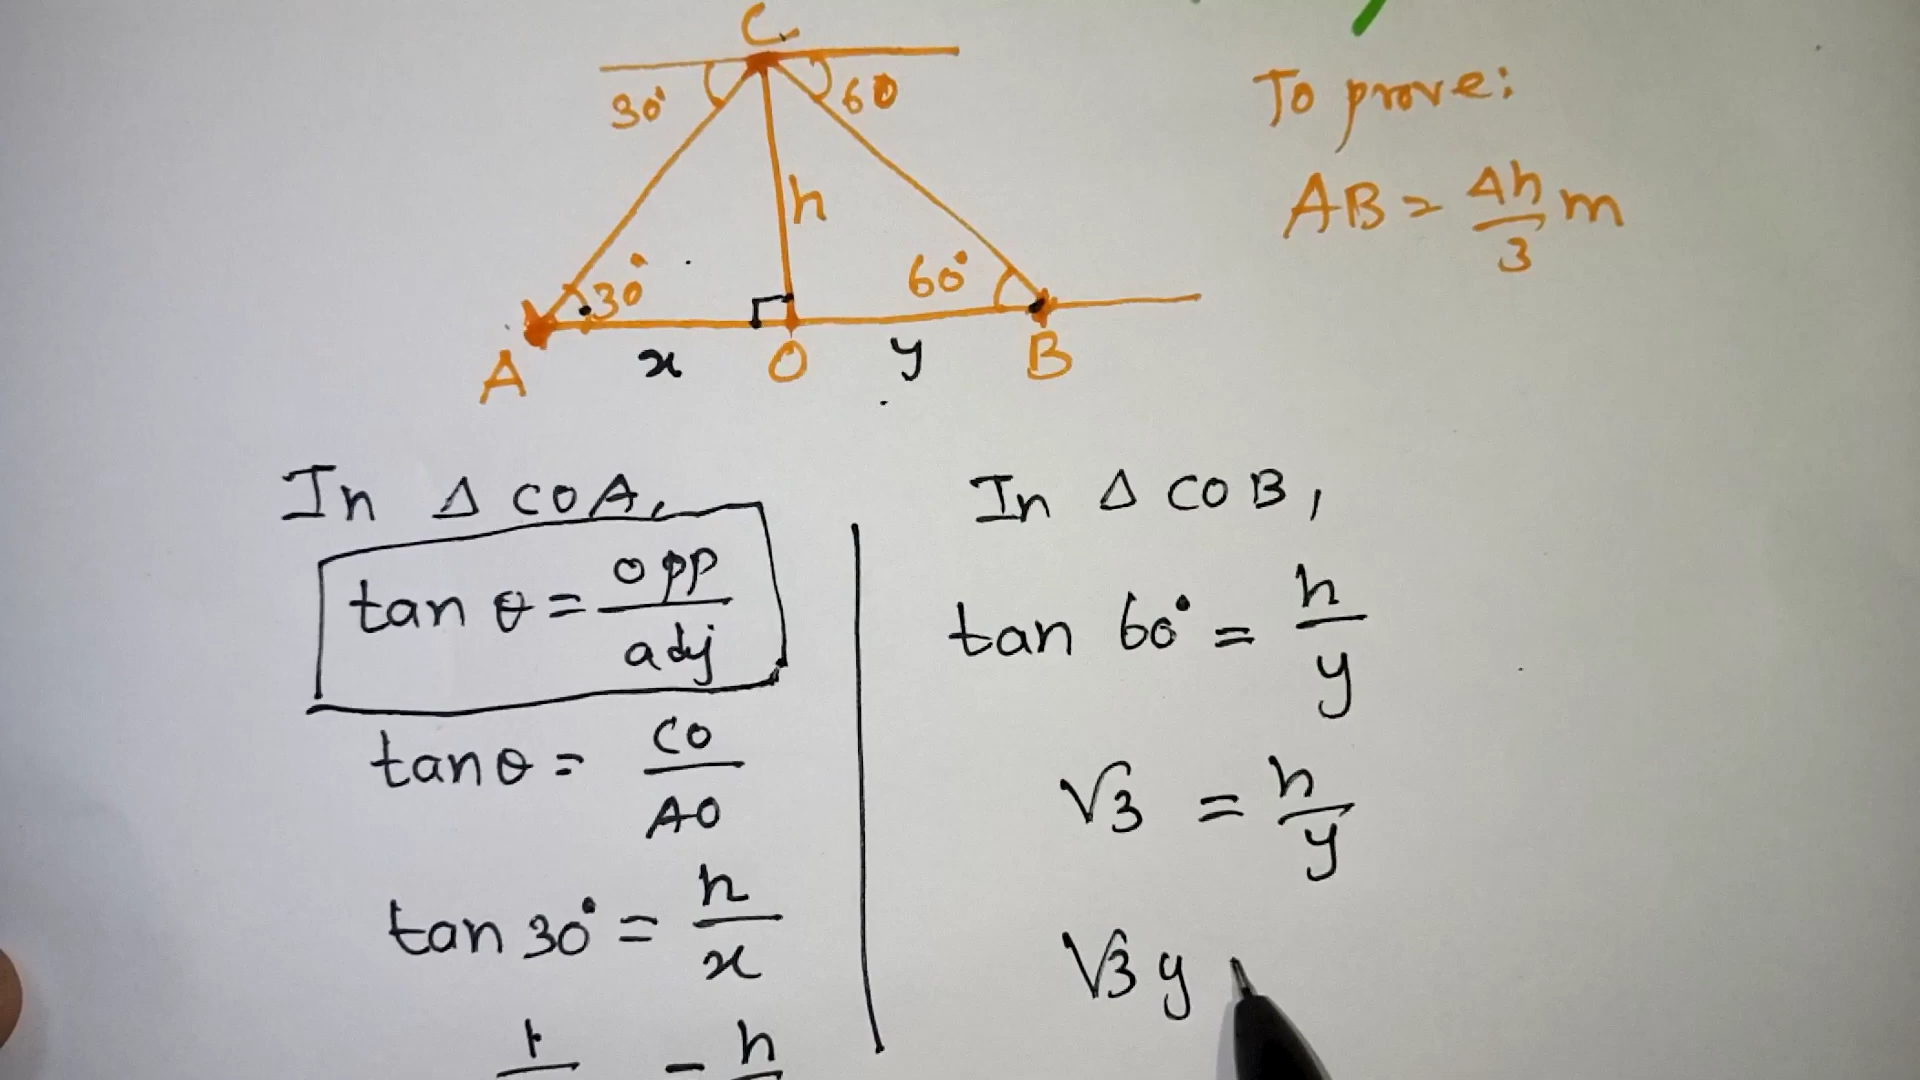 C
30° 60
h
30° 60°
A x O y B
To prove:
AB = 4h/3 m
In △ COA,
tan θ = opp/adj
tan θ = CO/AO
tan 30° = h/x
In △ COB,
tan 60° = h/y
√3 = h/y
√3 y